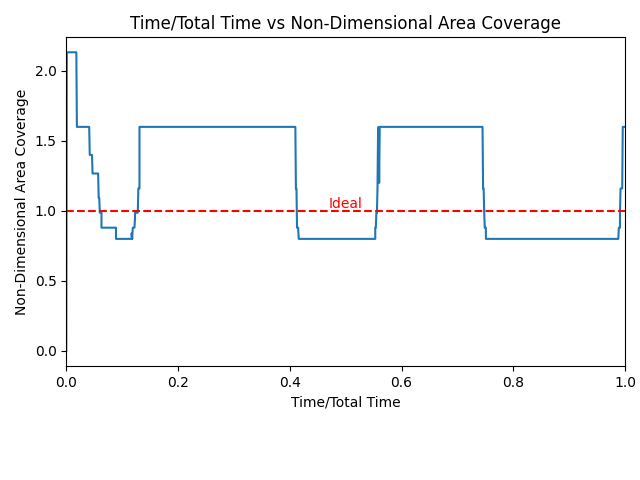 Time/Total Time vs Non-Dimensional Area Coverage
Non-Dimensional Area Coverage
2.0
1.5
1.0
0.5
0.0
Ideal
0.0 0.2 0.4 0.6 0.8 1.0
Time/Total Time